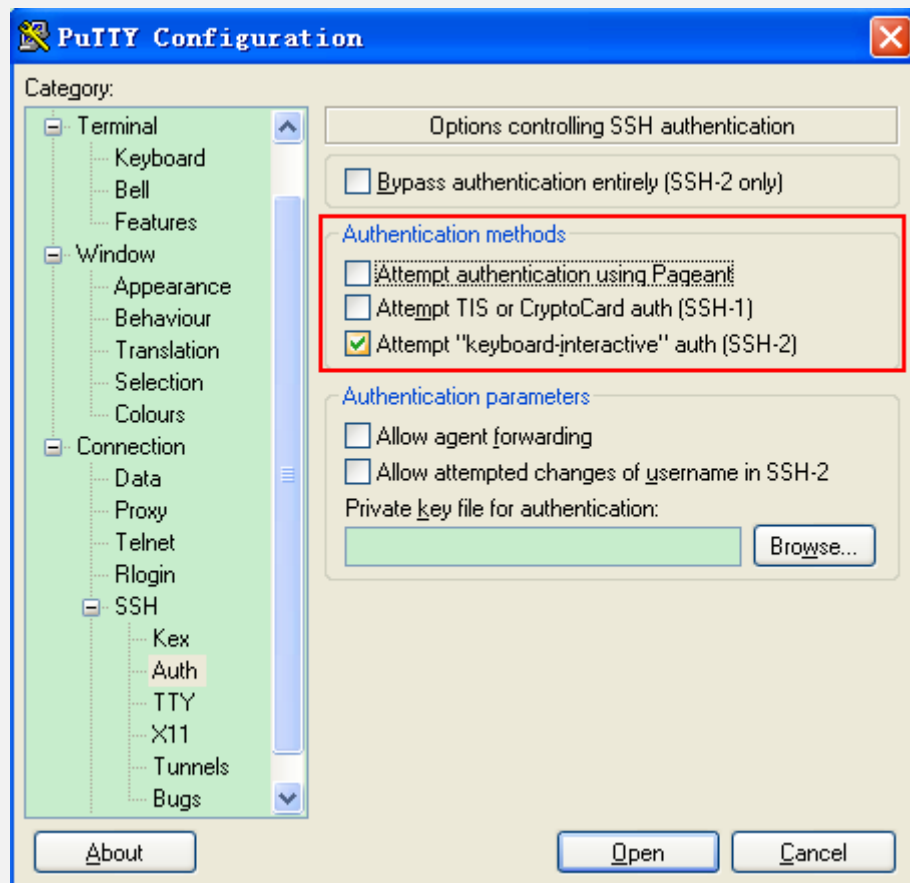 PuTTY Configuration
Category:
Terminal
Keyboard
Bell
Features
Window
Appearance
Behaviour
Translation
Selection
Colours
Connection
Data
Proxy
Telnet
Rlogin
SSH
Kex
Auth
TTY
X11
Tunnels
Bugs
Options controlling SSH authentication
Bypass authentication entirely (SSH-2 only)
Authentication methods
Attempt authentication using Pageant
Attempt TIS or CryptoCard auth (SSH-1)
Attempt "keyboard-interactive" auth (SSH-2)
Authentication parameters
Allow agent forwarding
Allow attempted changes of username in SSH-2
Private key file for authentication:
Browse...
About
Open
Cancel